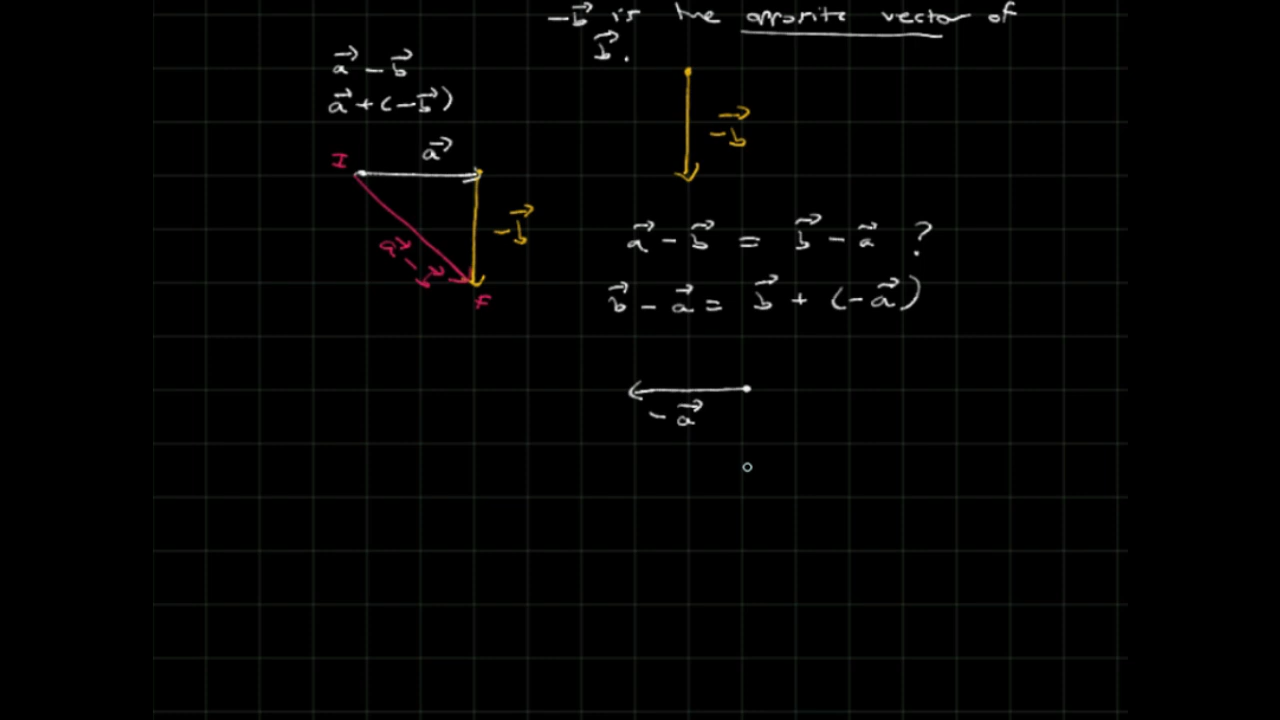 -b⃗ is the opposite vector of
b⃗.
a⃗ - b⃗
a⃗ + (-b⃗)
-b⃗
a⃗
I
-b⃗
a⃗ - b⃗
F
a⃗ - b⃗ = b⃗ - a⃗ ?
b⃗ - a⃗ = b⃗ + (-a⃗)
-a⃗